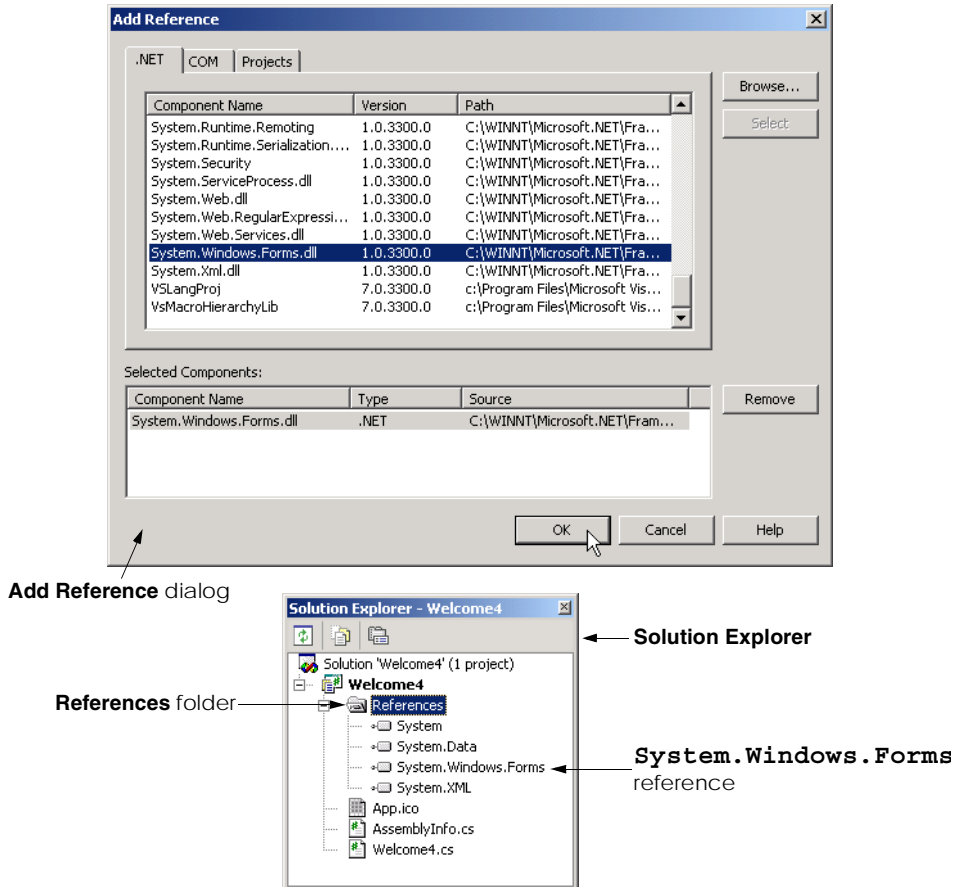 Add Reference
.NET COM Projects
Browse...
Select
Component Name Version Path
System.Runtime.Remoting 1.0.3300.0 C:\WINNT\Microsoft.NET\Fra...
System.Runtime.Serialization.... 1.0.3300.0 C:\WINNT\Microsoft.NET\Fra...
System.Security 1.0.3300.0 C:\WINNT\Microsoft.NET\Fra...
System.ServiceProcess.dll 1.0.3300.0 C:\WINNT\Microsoft.NET\Fra...
System.Web.dll 1.0.3300.0 C:\WINNT\Microsoft.NET\Fra...
System.Web.RegularExpressi... 1.0.3300.0 C:\WINNT\Microsoft.NET\Fra...
System.Web.Services.dll 1.0.3300.0 C:\WINNT\Microsoft.NET\Fra...
System.Windows.Forms.dll 1.0.3300.0 C:\WINNT\Microsoft.NET\Fra...
System.Xml.dll 1.0.3300.0 C:\WINNT\Microsoft.NET\Fra...
VSLangProj 7.0.3300.0 c:\Program Files\Microsoft Vis...
VsMacroHierarchyLib 7.0.3300.0 c:\Program Files\Microsoft Vis...
Selected Components:
Component Name Type Source
Remove
System.Windows.Forms.dll .NET C:\WINNT\Microsoft.NET\Fram...
OK Cancel Help
Add Reference dialog
Solution Explorer - Welcome4
Solution Explorer
Solution 'Welcome4' (1 project)
Welcome4
References folder
References
System
System.Data
System.Windows.Forms
System.Windows.Forms
reference
System.XML
App.ico
AssemblyInfo.cs
Welcome4.cs